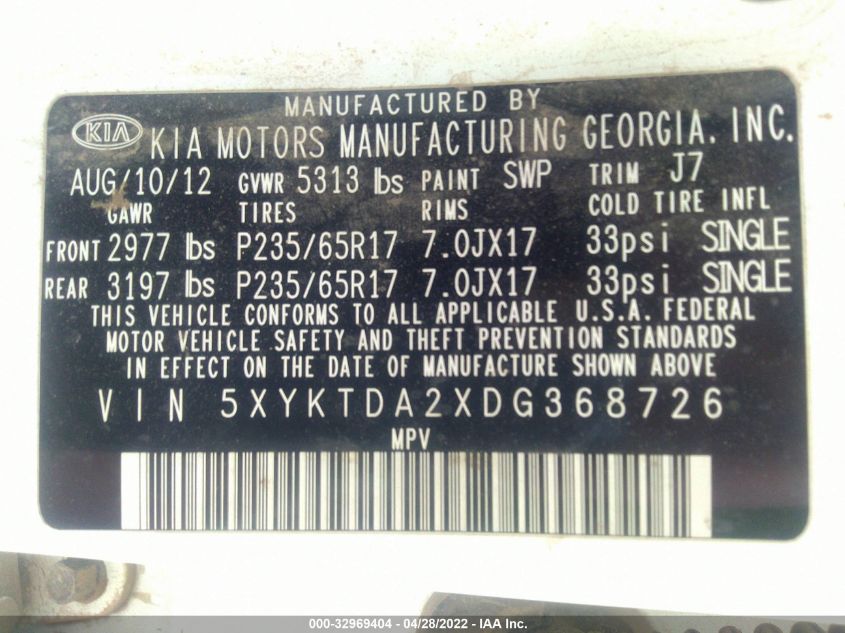 MANUFACTURED BY
KIA KIA MOTORS MANUFACTURING GEORGIA, INC.
AUG/10/12 GVWR 5313 lbs PAINT SWP TRIM J7
GAWR TIRES RIMS COLD TIRE INFL
FRONT 2977 lbs P235/65R17 7.0JX17 33psi SINGLE
REAR 3197 lbs P235/65R17 7.0JX17 33psi SINGLE
THIS VEHICLE CONFORMS TO ALL APPLICABLE U.S.A. FEDERAL
MOTOR VEHICLE SAFETY AND THEFT PREVENTION STANDARDS
IN EFFECT ON THE DATE OF MANUFACTURE SHOWN ABOVE
VIN 5XYKTDA2XDG368726
MPV
000-32969404 - 04/28/2022 - IAA Inc.